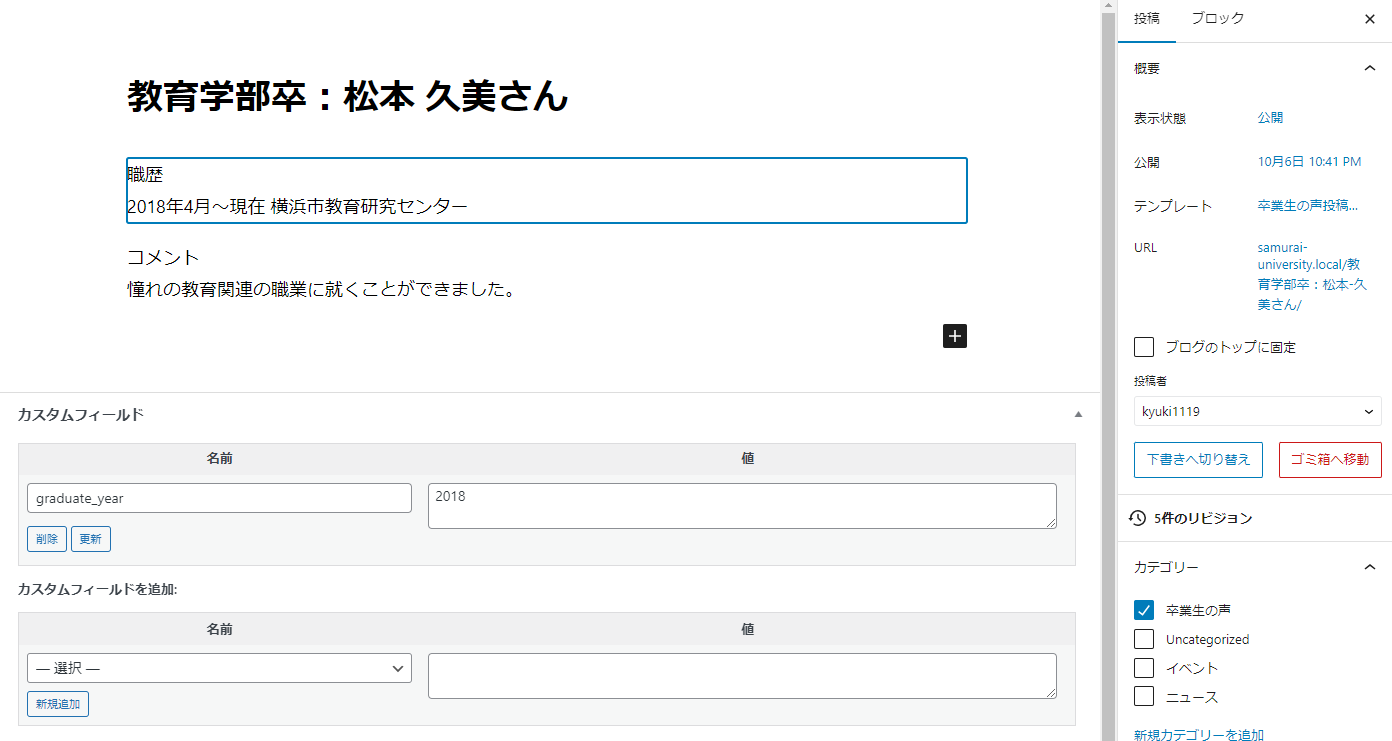 教育学部卒：松本 久美さん
職歴
2018年4月～現在 横浜市教育研究センター
コメント
憧れの教育関連の職業に就くことができました。
カスタムフィールド
名前 値
graduate_year 2018
削除 更新
カスタムフィールドを追加:
名前 値
— 選択 —
新規追加
投稿 ブロック
概要
表示状態 公開
公開 10月6日 10:41 PM
テンプレート 卒業生の声投稿...
URL samurai-
university.local/教
育学部卒：松本-久
美さん/
ブログのトップに固定
投稿者
kyuki1119
下書きへ切り替え ゴミ箱へ移動
5件のリビジョン
カテゴリー
卒業生の声
Uncategorized
イベント
ニュース
新規カテゴリーを追加